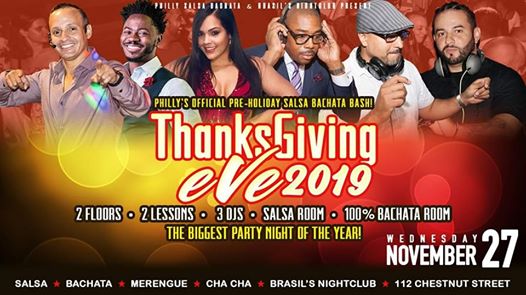 PHILLY SALSA BACHATA & BRASIL'S NIGHTCLUB PRESENT
PHILLY'S OFFICIAL PRE-HOLIDAY SALSA BACHATA BASH!
ThanksGiving
eVe 2019
2 FLOORS • 2 LESSONS • 3 DJS • SALSA ROOM • 100% BACHATA ROOM
THE BIGGEST PARTY NIGHT OF THE YEAR!
WEDNESDAY
NOVEMBER 27
SALSA ★ BACHATA ★ MERENGUE ★ CHA CHA ★ BRASIL'S NIGHTCLUB ★ 112 CHESTNUT STREET